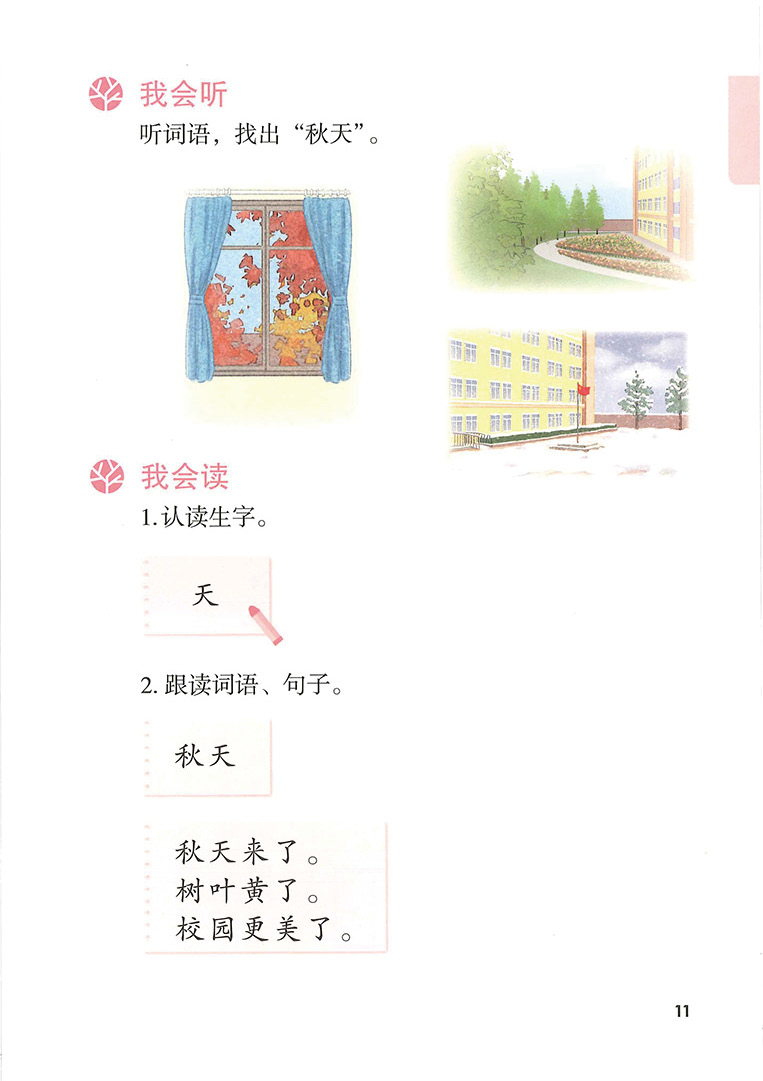 我会听
听词语，找出“秋天”。
我会读
1.认读生字。
天
2.跟读词语、句子。
秋天
秋天来了。
树叶黄了。
校园更美了。
11